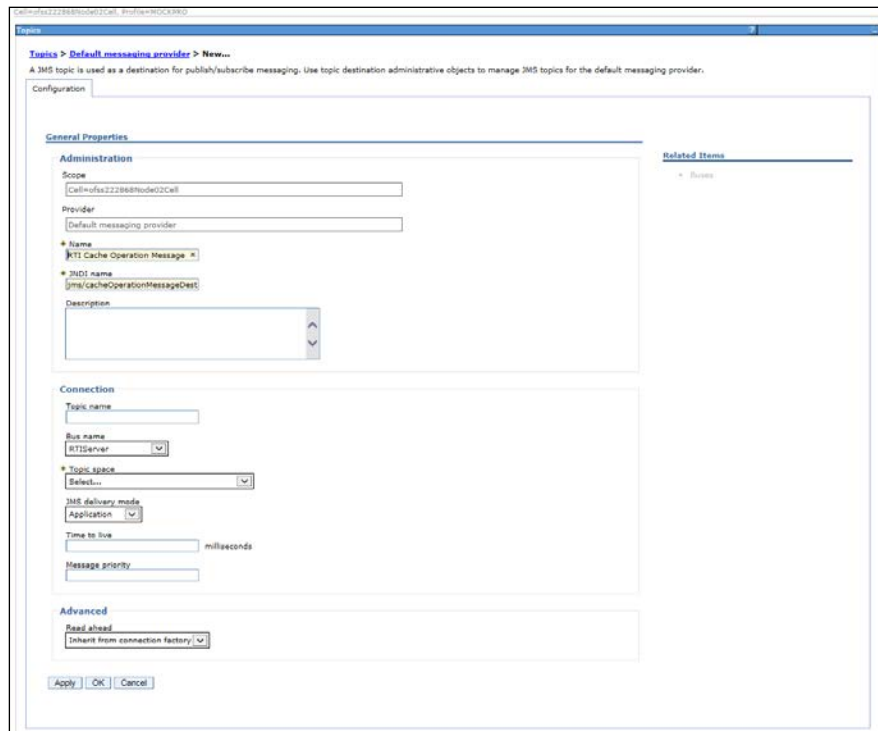 Cell=ofss222868Node02Cell, Profile=MOCKPRO
Topics ? _
Topics > Default messaging provider > New...
A JMS topic is used as a destination for publish/subscribe messaging. Use topic destination administrative objects to manage JMS topics for the default messaging provider.
Configuration
General Properties
Administration
Scope
Cell=ofss222868Node02Cell
Provider
Default messaging provider
* Name
RTI Cache Operation Message ×
* JNDI name
jms/cacheOperationMessageDest
Description
Connection
Topic name
Bus name
RTIServer
* Topic space
Select...
JMS delivery mode
Application
Time to live
milliseconds
Message priority
Advanced
Read ahead
Inherit from connection factory
Apply OK Cancel
Related Items
Buses